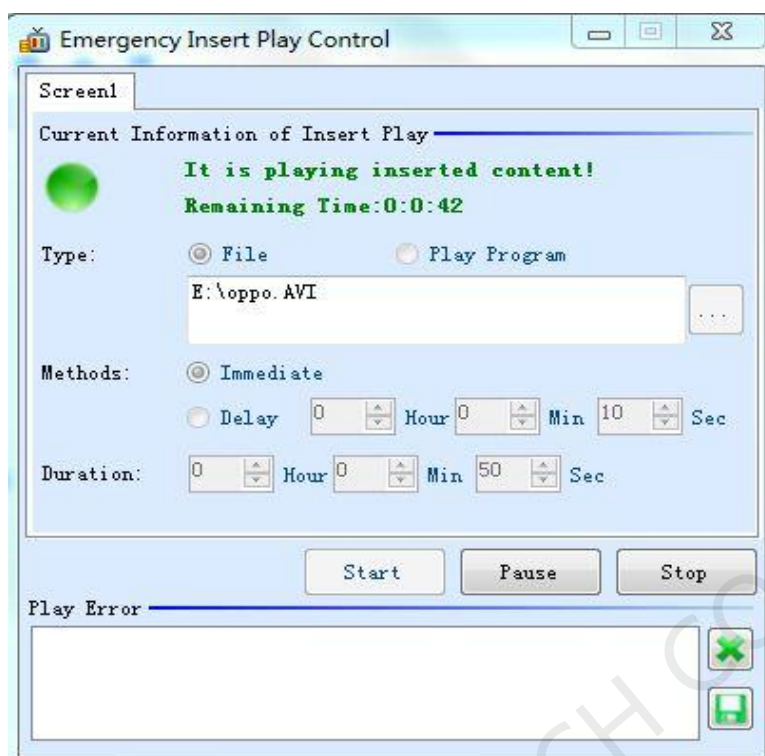 Emergency Insert Play Control
Screen1
Current Information of Insert Play
It is playing inserted content!
Remaining Time:0:0:42
Type: File Play Program
E:\oppo.AVI
...
Methods: Immediate
Delay 0 Hour 0 Min 10 Sec
Duration: 0 Hour 0 Min 50 Sec
Start Pause Stop
Play Error
CH CO